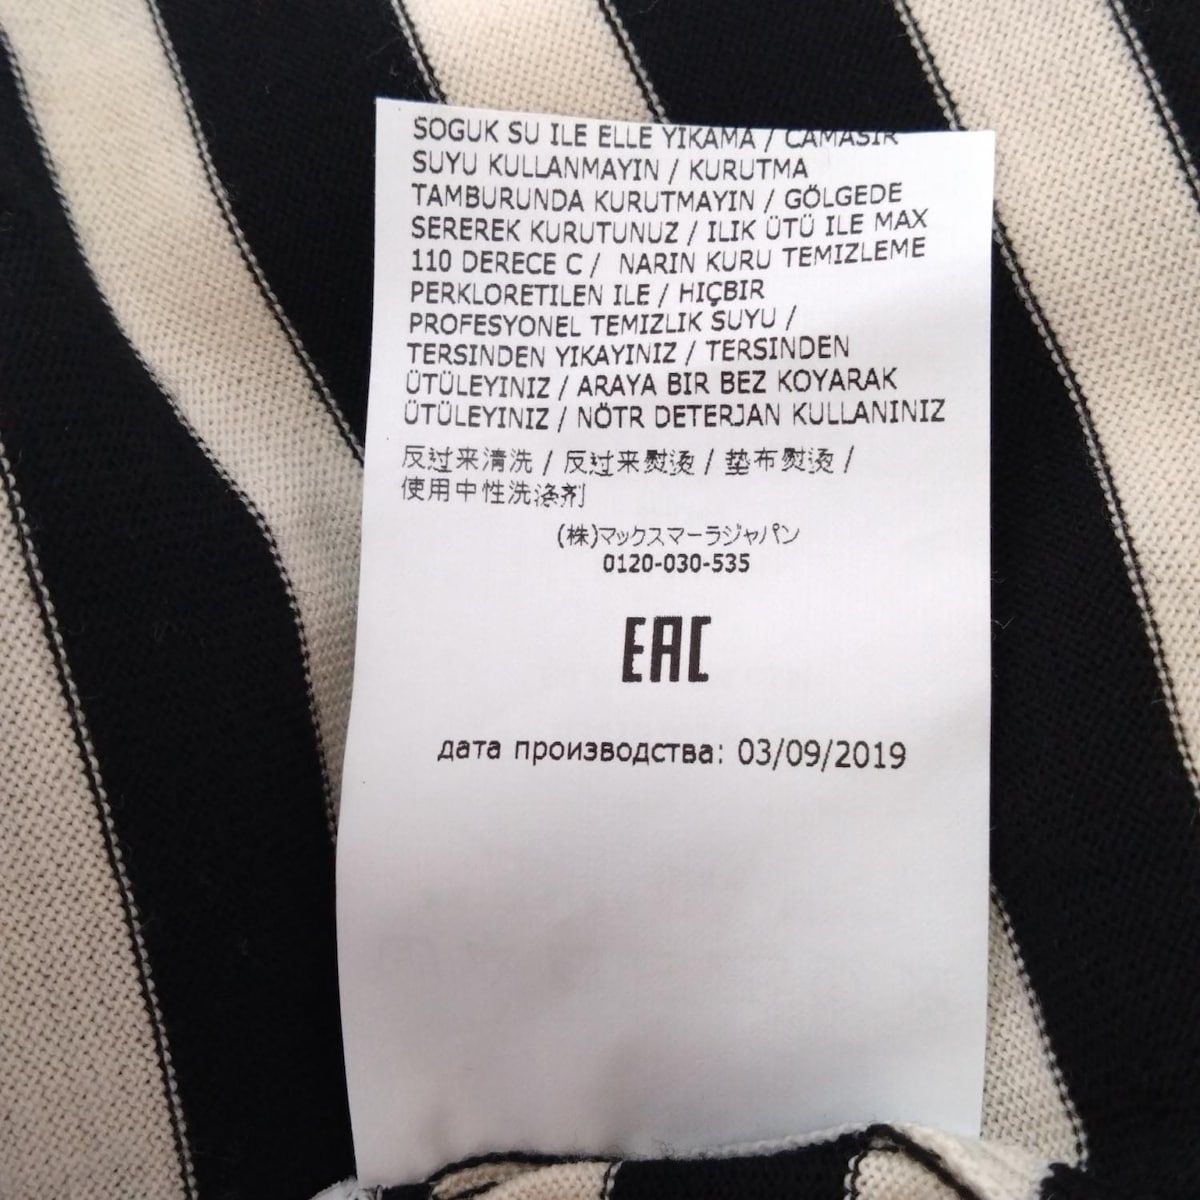 SOGUK SU ILE ELLE YIKAMA / CAMASIR
SUYU KULLANMAYIN / KURUTMA
TAMBURUNDA KURUTMAYIN / GÖLGEDE
SEREREK KURUTUNUZ / ILIK ÜTÜ ILE MAX
110 DERECE C / NARIN KURU TEMIZLEME
PERKLORETILEN ILE / HIÇBIR
PROFESYONEL TEMIZLIK SUYU /
TERSINDEN YIKAYINIZ / TERSINDEN
ÜTÜLEYINIZ / ARAYA BIR BEZ KOYARAK
ÜTÜLEYINIZ / NÖTR DETERJAN KULLANINIZ
反过来清洗 / 反过来熨烫 / 垫布熨烫 /
使用中性洗涤剂
(株)マックスマーラジャパン
0120-030-535
EAC
дата производства: 03/09/2019